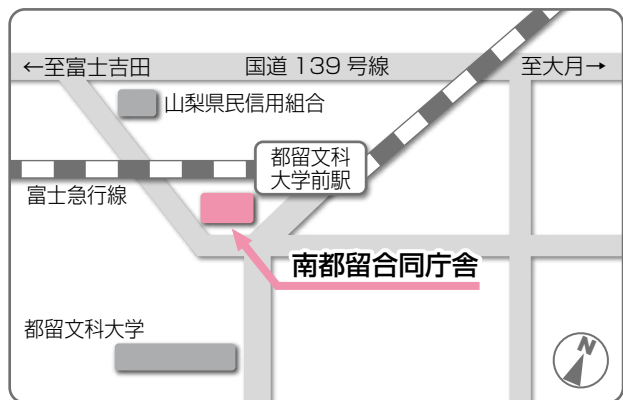 ←至富士吉田
国道 139 号線
至大月→
山梨県民信用組合
都留文科
大学前駅
富士急行線
南都留合同庁舎
都留文科大学
N